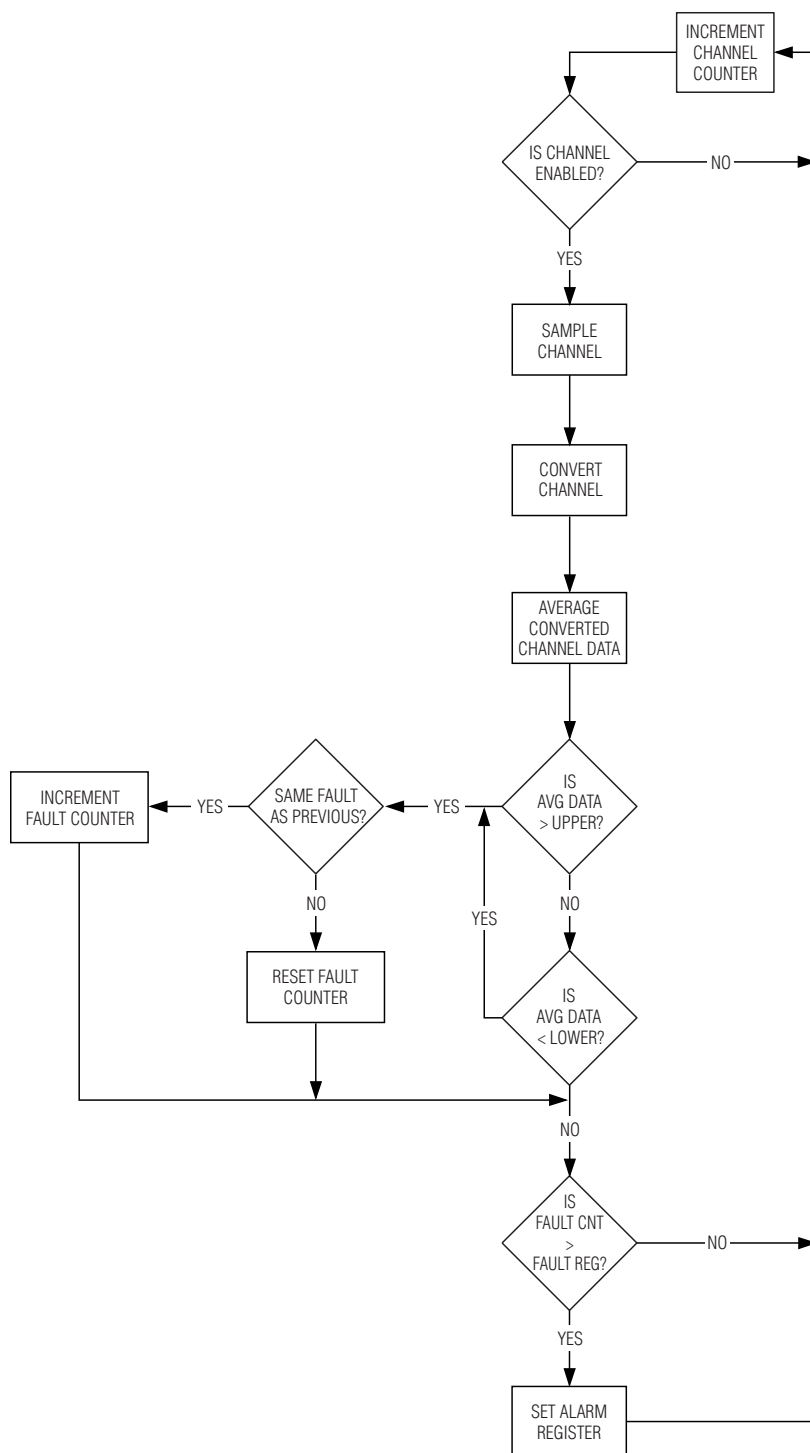 INCREMENT
CHANNEL
COUNTER
IS CHANNEL
ENABLED?
NO
YES
SAMPLE
CHANNEL
CONVERT
CHANNEL
AVERAGE
CONVERTED
CHANNEL DATA
IS
AVG DATA
> UPPER?
YES
SAME FAULT
AS PREVIOUS?
YES
INCREMENT
FAULT COUNTER
NO
RESET FAULT
COUNTER
NO
YES
IS
AVG DATA
< LOWER?
NO
IS
FAULT CNT
>
FAULT REG?
NO
YES
SET ALARM
REGISTER